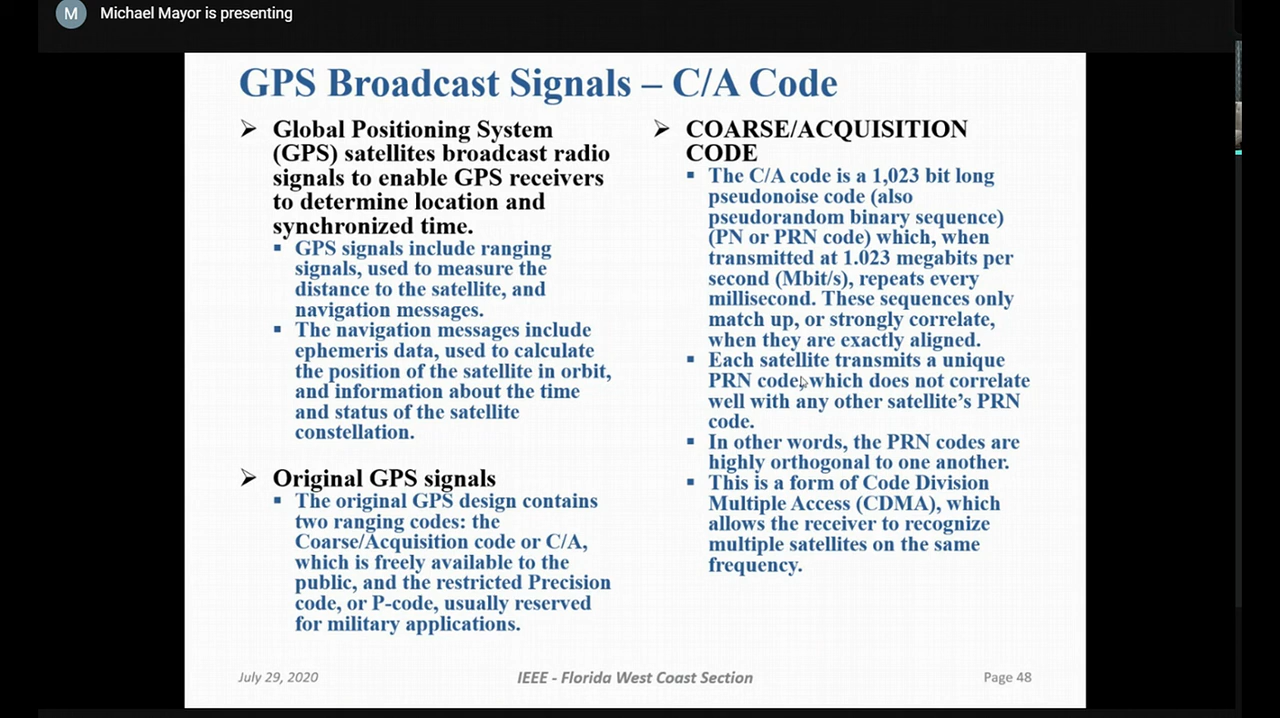 M
Michael Mayor is presenting
GPS Broadcast Signals – C/A Code
Global Positioning System
(GPS) satellites broadcast radio
signals to enable GPS receivers
to determine location and
synchronized time.
GPS signals include ranging
signals, used to measure the
distance to the satellite, and
navigation messages.
The navigation messages include
ephemeris data, used to calculate
the position of the satellite in orbit,
and information about the time
and status of the satellite
constellation.
Original GPS signals
The original GPS design contains
two ranging codes: the
Coarse/Acquisition code or C/A,
which is freely available to the
public, and the restricted Precision
code, or P-code, usually reserved
for military applications.
COARSE/ACQUISITION
CODE
The C/A code is a 1,023 bit long
pseudonoise code (also
pseudorandom binary sequence)
(PN or PRN code) which, when
transmitted at 1.023 megabits per
second (Mbit/s), repeats every
millisecond. These sequences only
match up, or strongly correlate,
when they are exactly aligned.
Each satellite transmits a unique
PRN code, which does not correlate
well with any other satellite’s PRN
code.
In other words, the PRN codes are
highly orthogonal to one another.
This is a form of Code Division
Multiple Access (CDMA), which
allows the receiver to recognize
multiple satellites on the same
frequency.
July 29, 2020
IEEE - Florida West Coast Section
Page 48